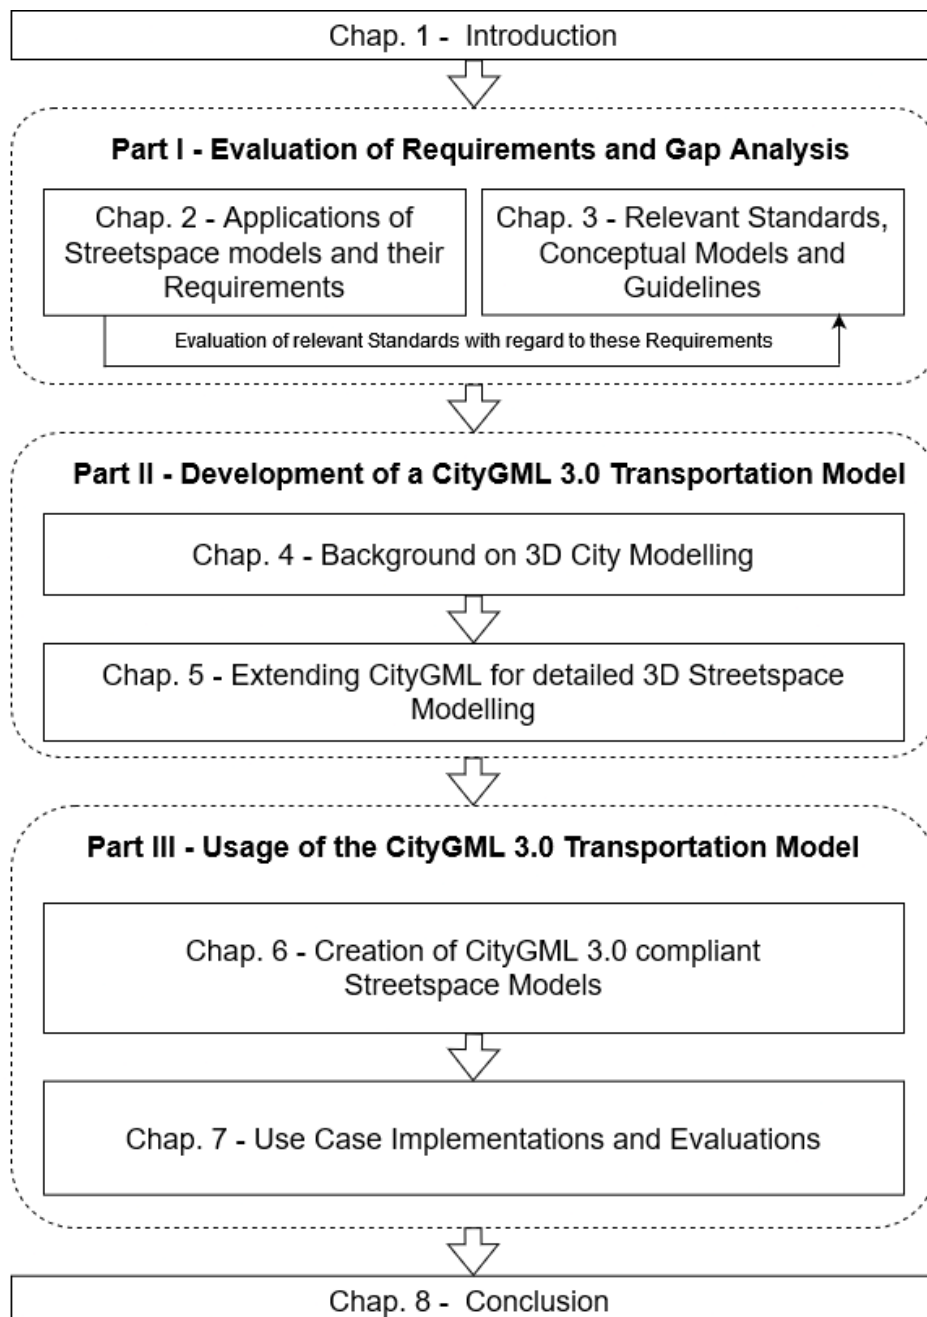 Chap. 1 - Introduction
Part I - Evaluation of Requirements and Gap Analysis
Chap. 2 - Applications of
Streetspace models and their
Requirements
Chap. 3 - Relevant Standards,
Conceptual Models and
Guidelines
Evaluation of relevant Standards with regard to these Requirements
Part II - Development of a CityGML 3.0 Transportation Model
Chap. 4 - Background on 3D City Modelling
Chap. 5 - Extending CityGML for detailed 3D Streetspace
Modelling
Part III - Usage of the CityGML 3.0 Transportation Model
Chap. 6 - Creation of CityGML 3.0 compliant
Streetspace Models
Chap. 7 - Use Case Implementations and Evaluations
Chap. 8 - Conclusion